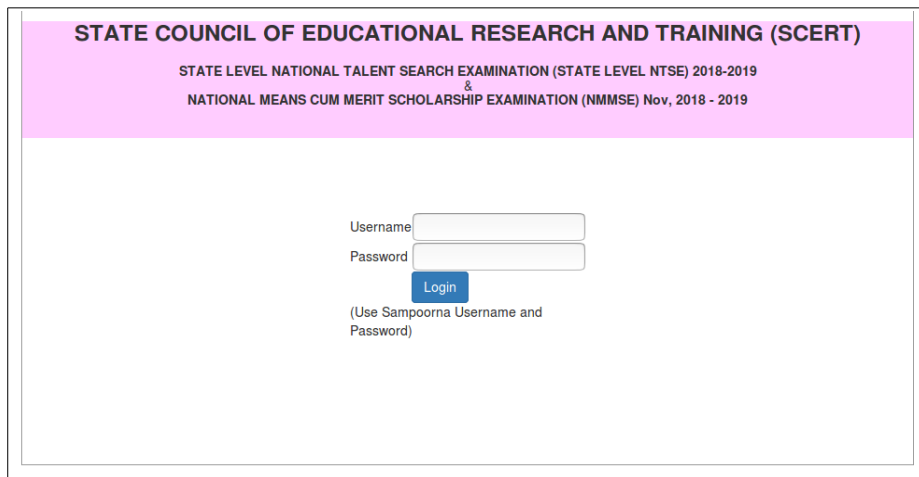 STATE COUNCIL OF EDUCATIONAL RESEARCH AND TRAINING (SCERT)
STATE LEVEL NATIONAL TALENT SEARCH EXAMINATION (STATE LEVEL NTSE) 2018-2019
&
NATIONAL MEANS CUM MERIT SCHOLARSHIP EXAMINATION (NMMSE) Nov, 2018 - 2019
Username
Password
Login
(Use Sampoorna Username and
Password)